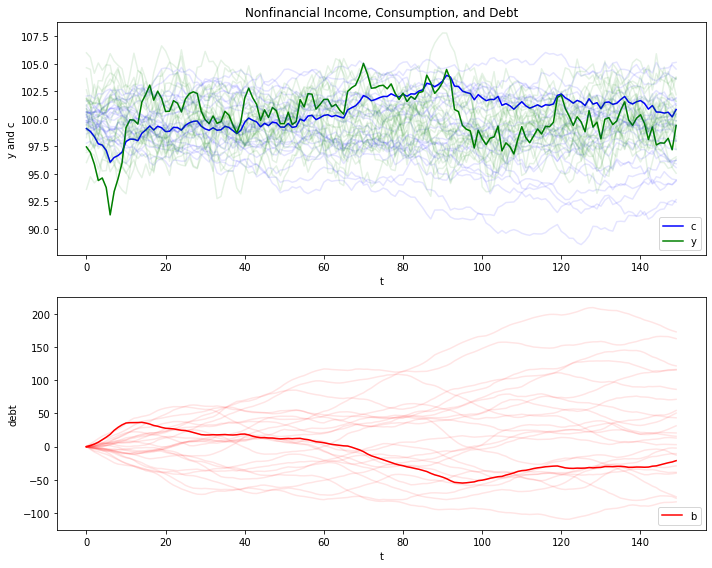 Nonfinancial Income, Consumption, and Debt
107.5
105.0
102.5
100.0
97.5
95.0
92.5
90.0
y and c
c
y
0 20 40 60 80 100 120 140
t
200
150
100
50
0
−50
−100
debt
b
0 20 40 60 80 100 120 140
t